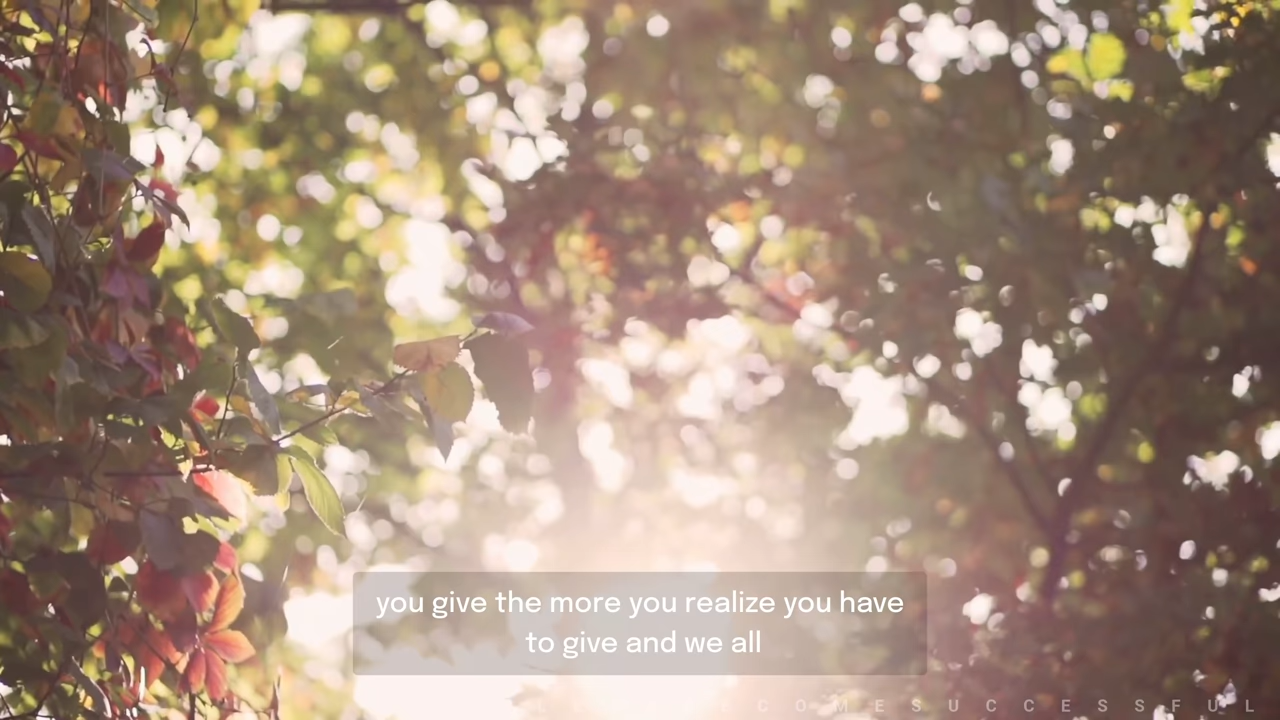 you give the more you realize you have
to give and we all
B E C O M E S U C C E S S F U L